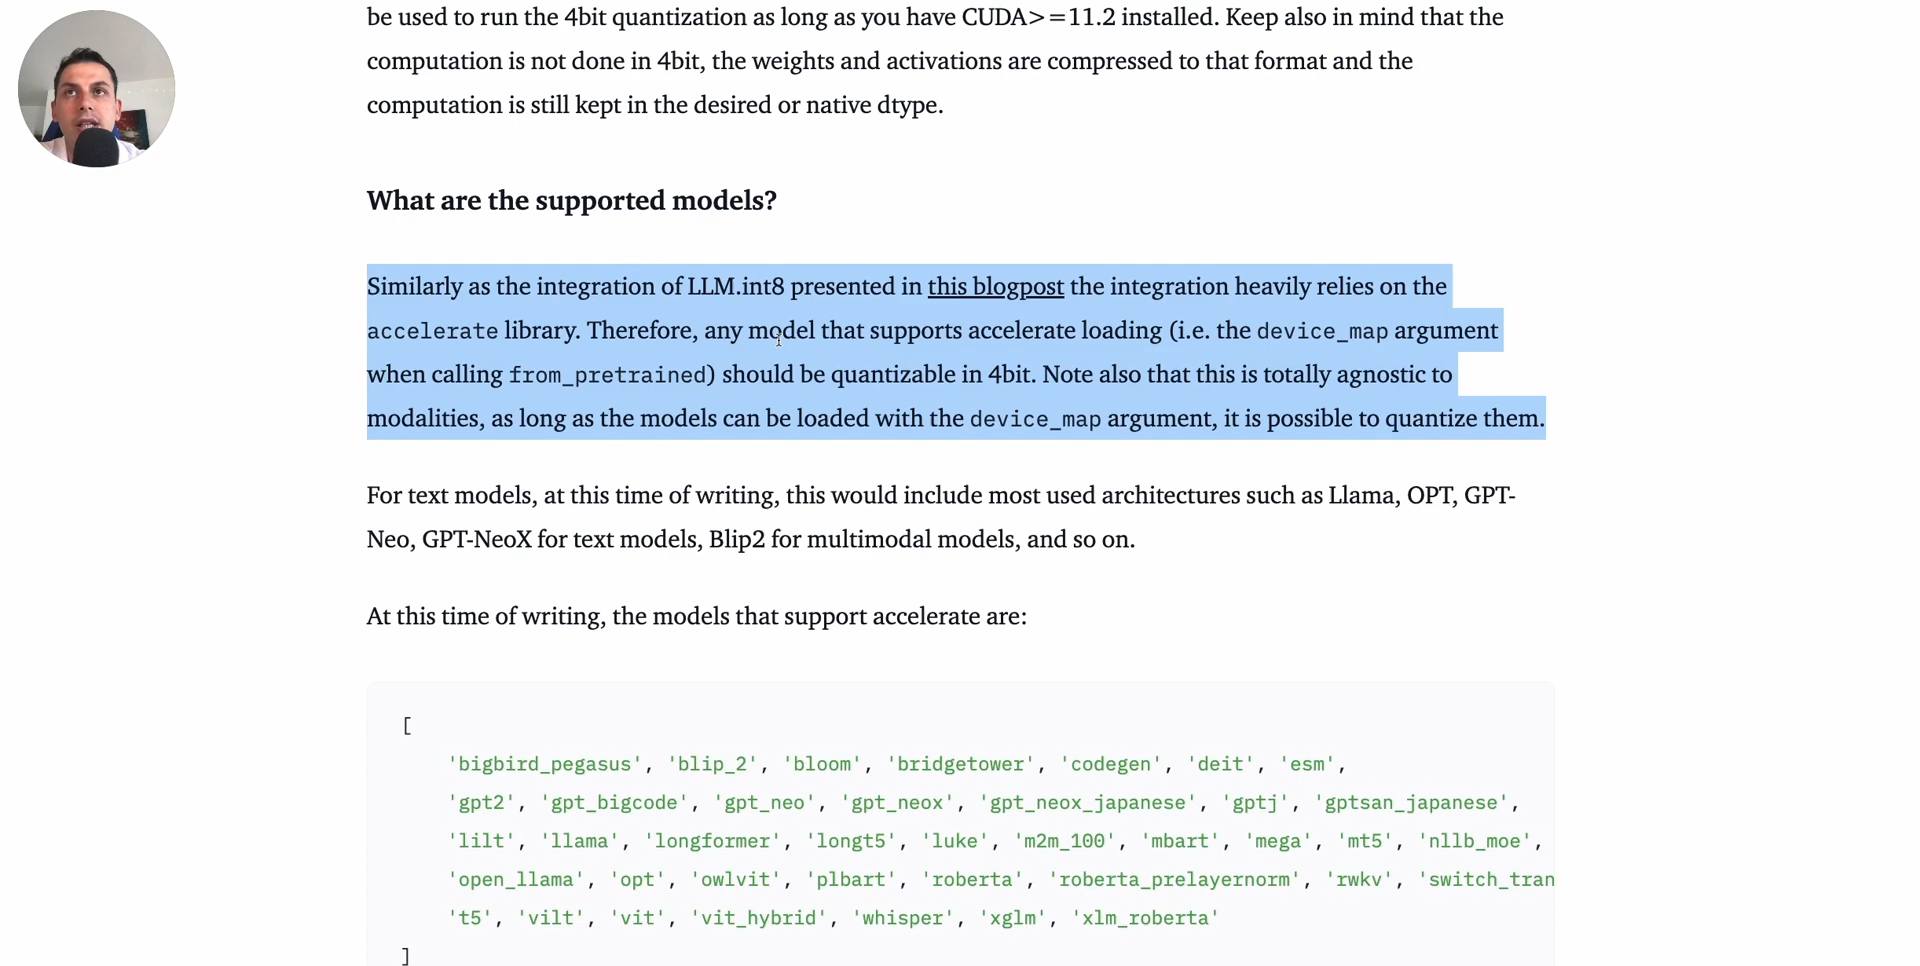 be used to run the 4bit quantization as long as you have CUDA>=11.2 installed. Keep also in mind that the
computation is not done in 4bit, the weights and activations are compressed to that format and the
computation is still kept in the desired or native dtype.
What are the supported models?
Similarly as the integration of LLM.int8 presented in this blogpost the integration heavily relies on the
accelerate library. Therefore, any model that supports accelerate loading (i.e. the device_map argument
when calling from_pretrained) should be quantizable in 4bit. Note also that this is totally agnostic to
modalities, as long as the models can be loaded with the device_map argument, it is possible to quantize them.
For text models, at this time of writing, this would include most used architectures such as Llama, OPT, GPT-
Neo, GPT-NeoX for text models, Blip2 for multimodal models, and so on.
At this time of writing, the models that support accelerate are:
[
'bigbird_pegasus', 'blip_2', 'bloom', 'bridgetower', 'codegen', 'deit', 'esm',
'gpt2', 'gpt_bigcode', 'gpt_neo', 'gpt_neox', 'gpt_neox_japanese', 'gptj', 'gptsan_japanese',
'lilt', 'llama', 'longformer', 'longt5', 'luke', 'm2m_100', 'mbart', 'mega', 'mt5', 'nllb_moe',
'open_llama', 'opt', 'owlvit', 'plbart', 'roberta', 'roberta_prelayernorm', 'rwkv', 'switch_tran
't5', 'vilt', 'vit', 'vit_hybrid', 'whisper', 'xglm', 'xlm_roberta'
]